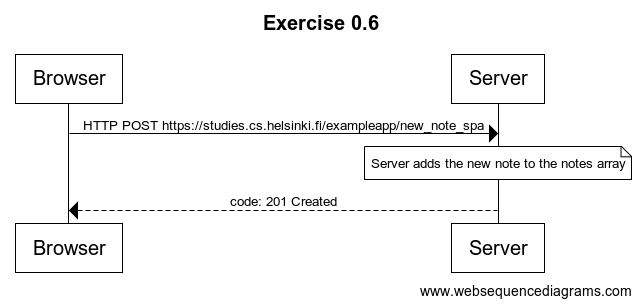 Exercise 0.6
Browser
Server
HTTP POST https://studies.cs.helsinki.fi/exampleapp/new_note_spa
Server adds the new note to the notes array
code: 201 Created
Browser
Server
www.websequencediagrams.com